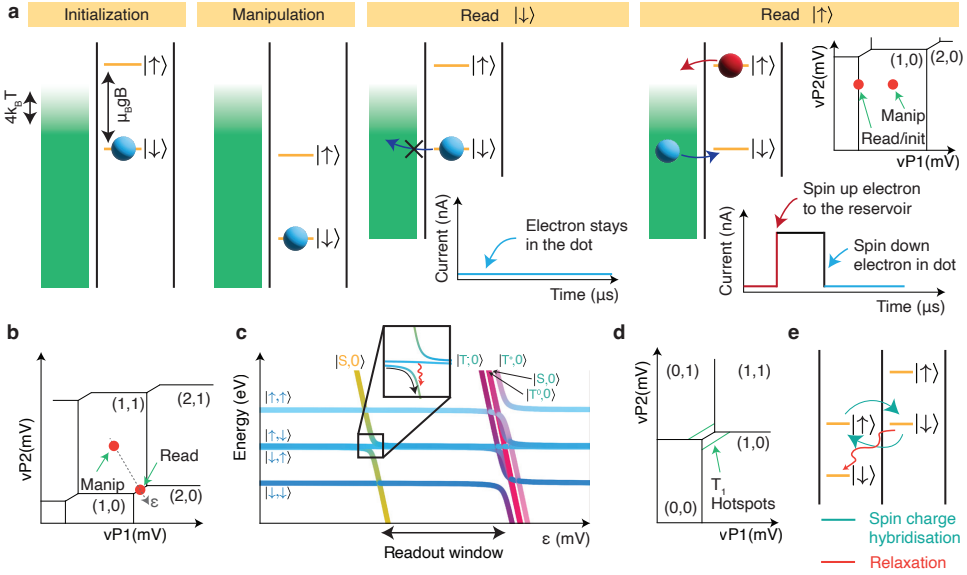 a
Initialization
Manipulation
Read |↓⟩
Read |↑⟩
4k_BT
μ_BgB
|↑⟩
|↓⟩
|↑⟩
|↓⟩
|↑⟩
|↓⟩
Current (nA)
Electron stays
in the dot
Time (μs)
|↑⟩
|↓⟩
vP2(mV)
(1,0)
(2,0)
Manip
Read/init
vP1(mV)
Spin up electron
to the reservoir
Current (nA)
Spin down
electron in dot
Time (μs)
b
vP2(mV)
(1,1)
(2,1)
Manip
Read
ε
(1,0)
(2,0)
vP1(mV)
c
Energy (eV)
|S,0⟩
|T⁻,0⟩
|T⁺,0⟩
|S,0⟩
|T⁰,0⟩
|↑,↑⟩
|↑,↓⟩
|↓,↑⟩
|↓,↓⟩
ε (mV)
Readout window
d
vP2(mV)
(0,1)
(1,1)
(1,0)
(0,0)
T₁
Hotspots
vP1(mV)
e
|↑⟩
|↑⟩
|↓⟩
|↓⟩
Spin charge
hybridisation
Relaxation